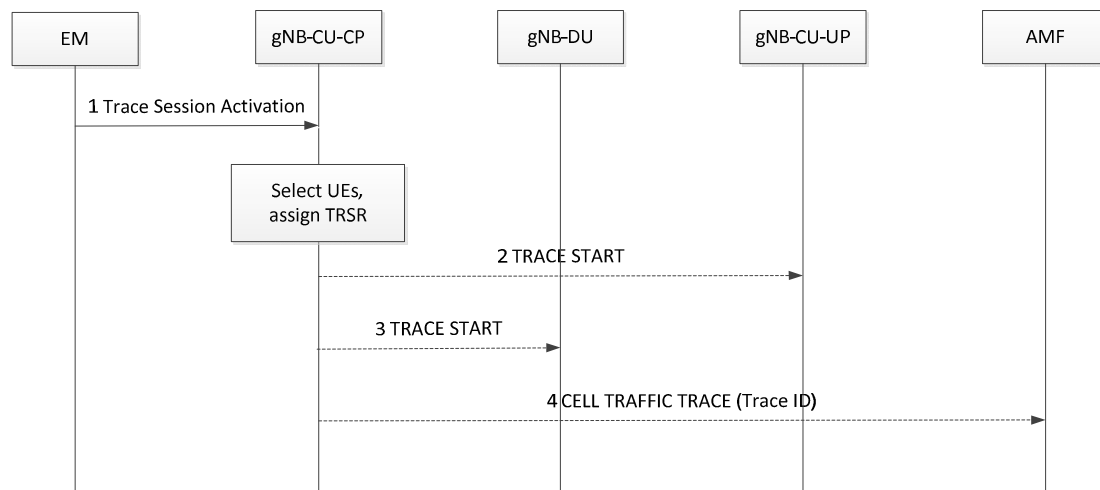 EM
gNB-CU-CP
gNB-DU
gNB-CU-UP
AMF
1 Trace Session Activation
Select UEs,
assign TRSR
2 TRACE START
3 TRACE START
4 CELL TRAFFIC TRACE (Trace ID)